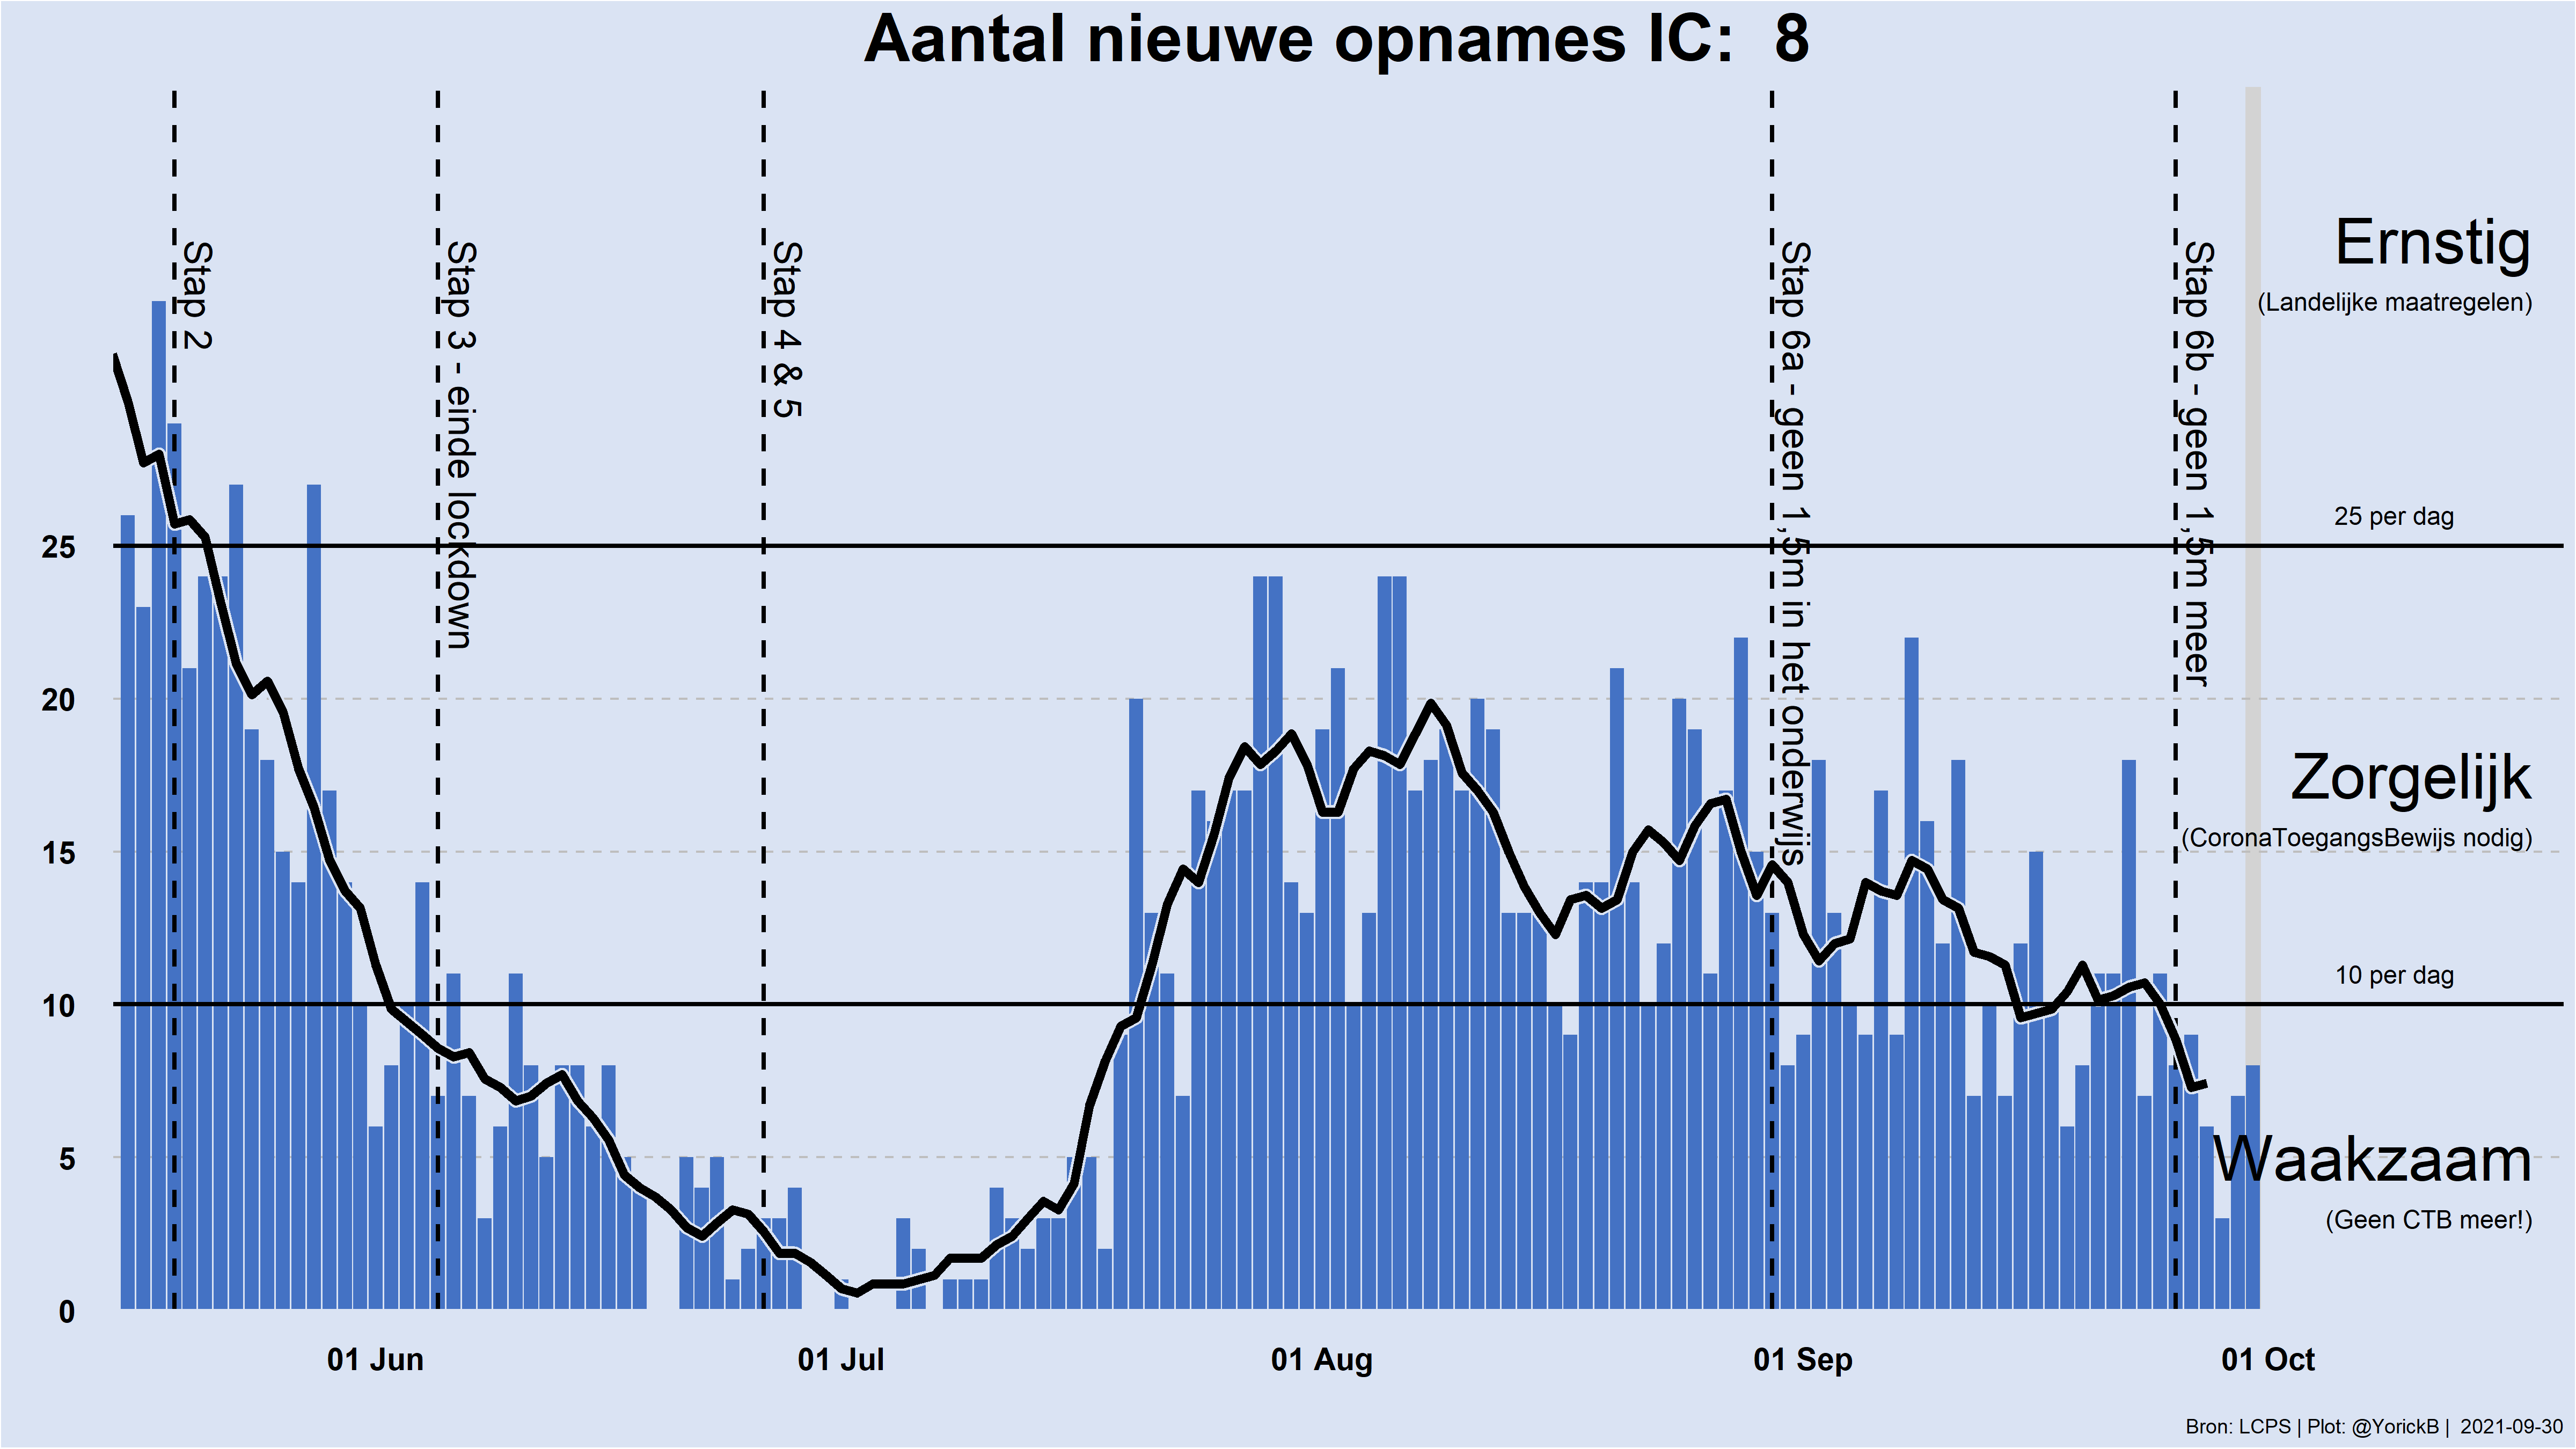 Aantal nieuwe opnames IC:  8
Stap 2
Stap 3 - einde lockdown
Stap 4 & 5
Stap 6a - geen 1,5m in het onderwijs
Stap 6b - geen 1,5m meer
Ernstig
(Landelijke maatregelen)
25 per dag
Zorgelijk
(CoronaToegangsBewijs nodig)
10 per dag
Waakzaam
(Geen CTB meer!)
25
20
15
10
5
0
01 Jun
01 Jul
01 Aug
01 Sep
01 Oct
Bron: LCPS | Plot: @YorickB |  2021-09-30